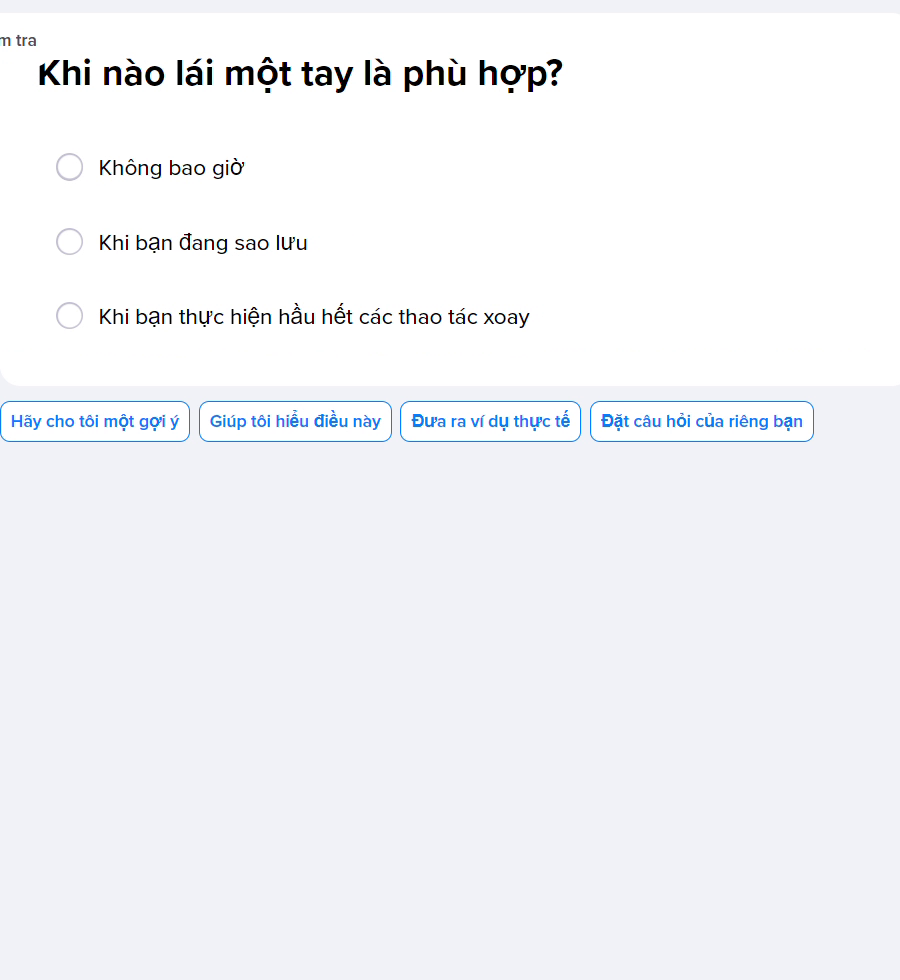 m tra
Khi nào lái một tay là phù hợp?
Không bao giờ
Khi bạn đang sao lưu
Khi bạn thực hiện hầu hết các thao tác xoay
Hãy cho tôi một gợi ý
Giúp tôi hiểu điều này
Đưa ra ví dụ thực tế
Đặt câu hỏi của riêng bạn